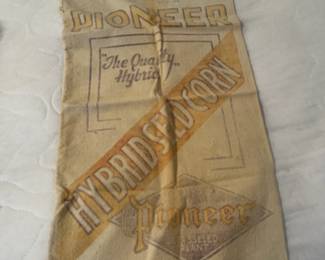 PIONEER
"The Quality
Hybrid"
HYBRID SEED CORN
Pioneer